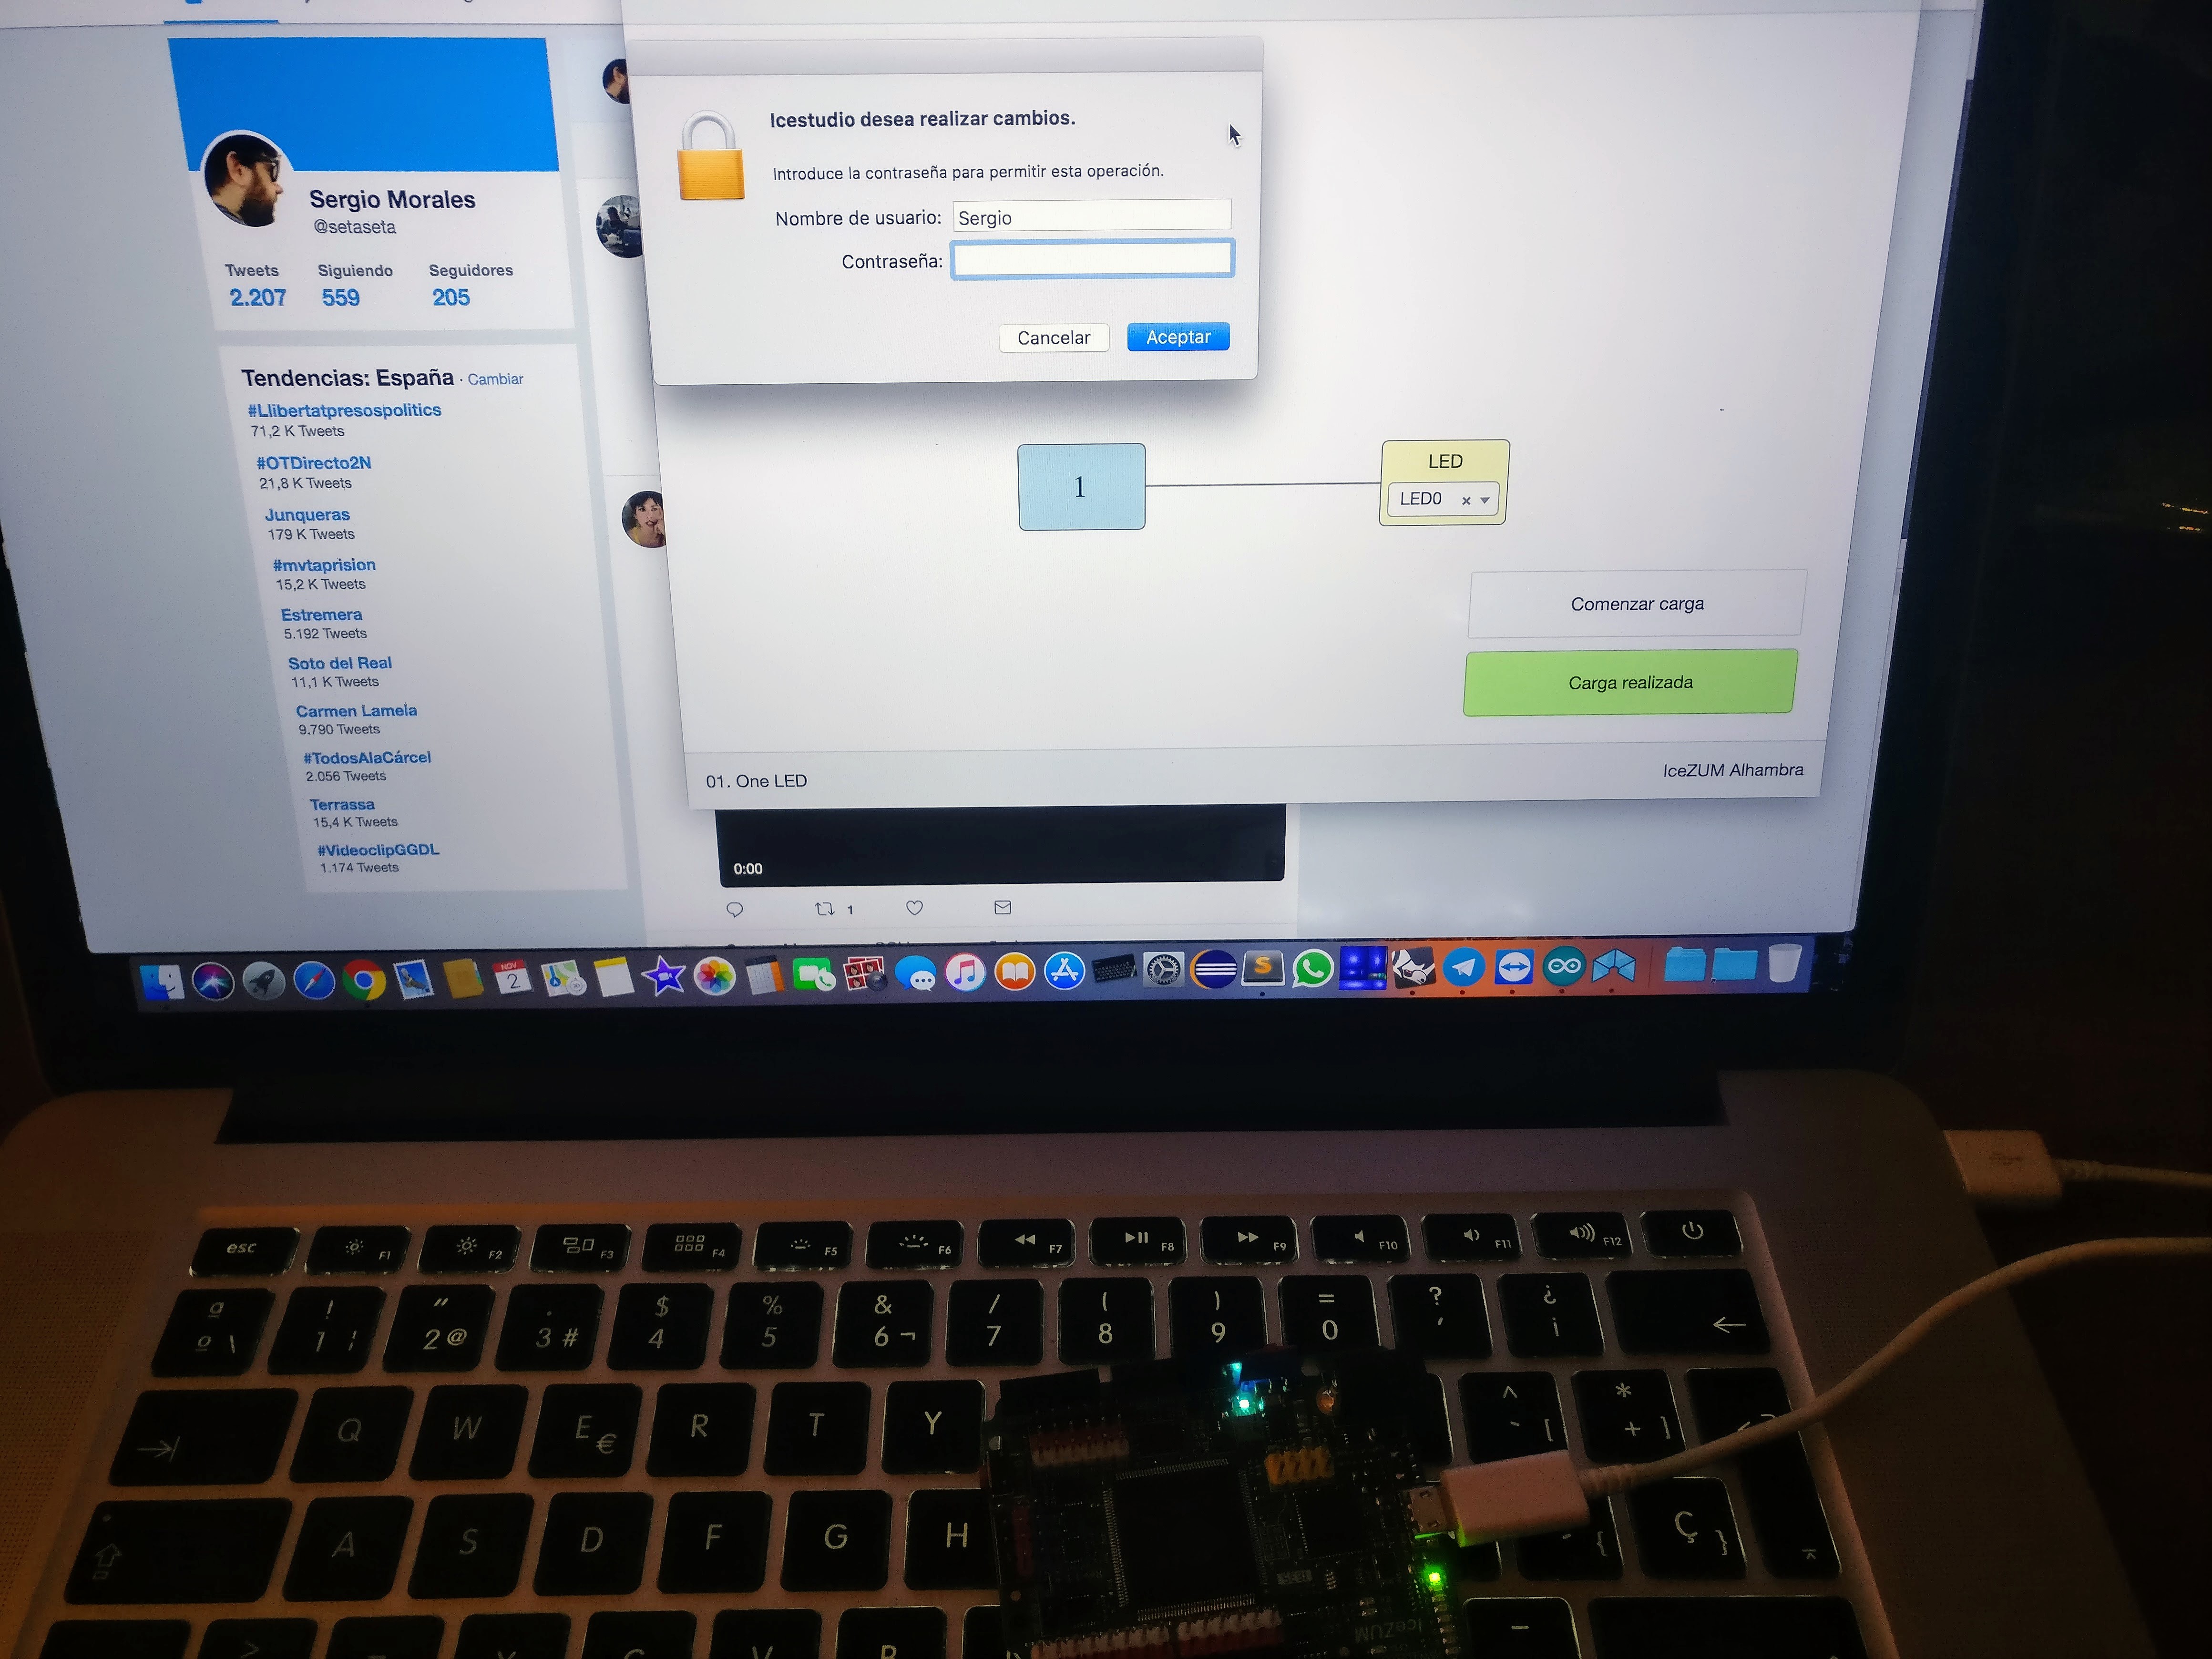 Sergio Morales
@setaseta
Tweets Siguiendo Seguidores
2.207 559 205
Tendencias: España · Cambiar
#Llibertatpresospolitics
71,2 K Tweets
#OTDirecto2N
21,8 K Tweets
Junqueras
179 K Tweets
#mvtaprision
15,2 K Tweets
Estremera
5.192 Tweets
Soto del Real
11,1 K Tweets
Carmen Lamela
9.790 Tweets
#TodosAlaCárcel
2.056 Tweets
Terrassa
15,4 K Tweets
#VideoclipGGDL
1.174 Tweets
Icestudio desea realizar cambios.
Introduce la contraseña para permitir esta operación.
Nombre de usuario: Sergio
Contraseña:
Cancelar Aceptar
1
LED
LED0
Comenzar carga
Carga realizada
01. One LED
IceZUM Alhambra
0:00
1
NOV
2
S
esc F1 F2 F3 F4 F5 F6 F7 F8 F9 F10 F11 F12
ª ! " · $ % & / ( ) = ? ¿
º \ 1 ¦ 2 @ 3 # 4 5 6 ¬ 7 8 9 0 ' ¡
Q W E € R T Y ^ ` [ * + ]
A S D F G H { Ç }
IceZUM